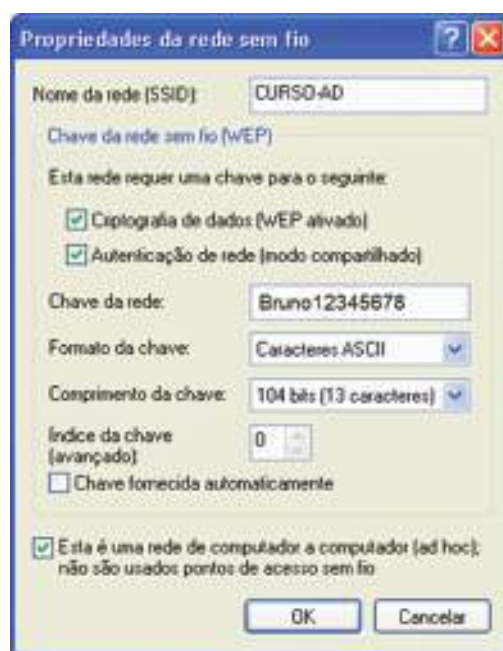 Propriedades da rede sem fio
Nome da rede (SSID):
CURSO-AD
Chave da rede sem fio (WEP)
Esta rede requer uma chave para o seguinte:
Criptografia de dados (WEP ativado)
Autenticação de rede (modo compartilhado)
Chave da rede:
Bruno12345678
Formato da chave:
Caracteres ASCII
Comprimento da chave:
104 bits (13 caracteres)
Índice da chave
(avançado):
0
Chave fornecida automaticamente
Esta é uma rede de computador a computador (ad hoc);
não são usados pontos de acesso sem fio
OK
Cancelar